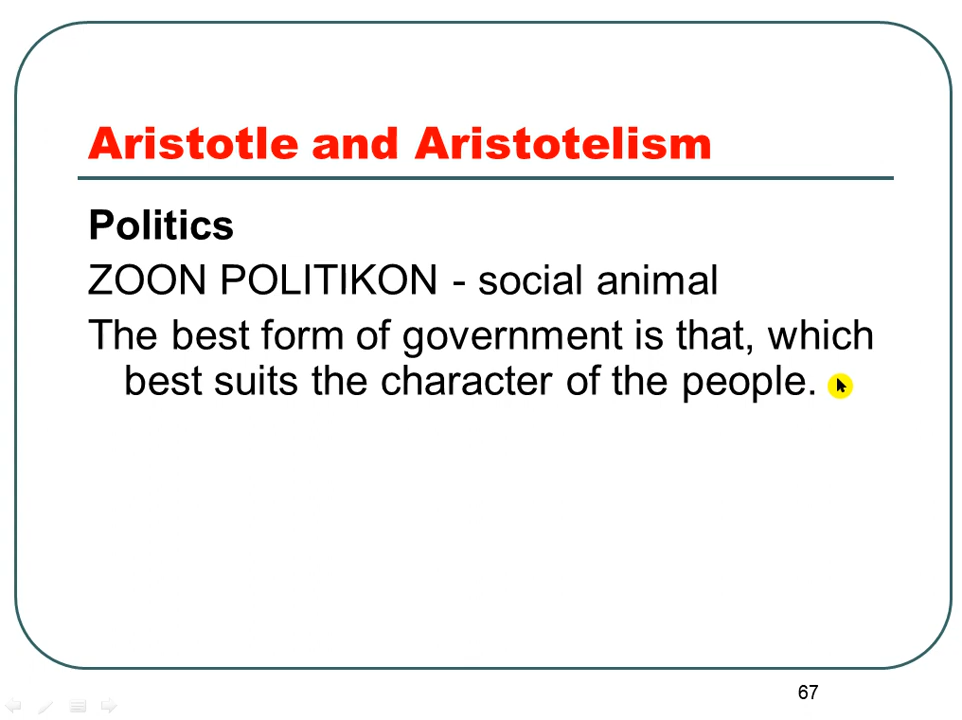 Aristotle and Aristotelism
Politics
ZOON POLITIKON - social animal
The best form of government is that, which
best suits the character of the people.
67